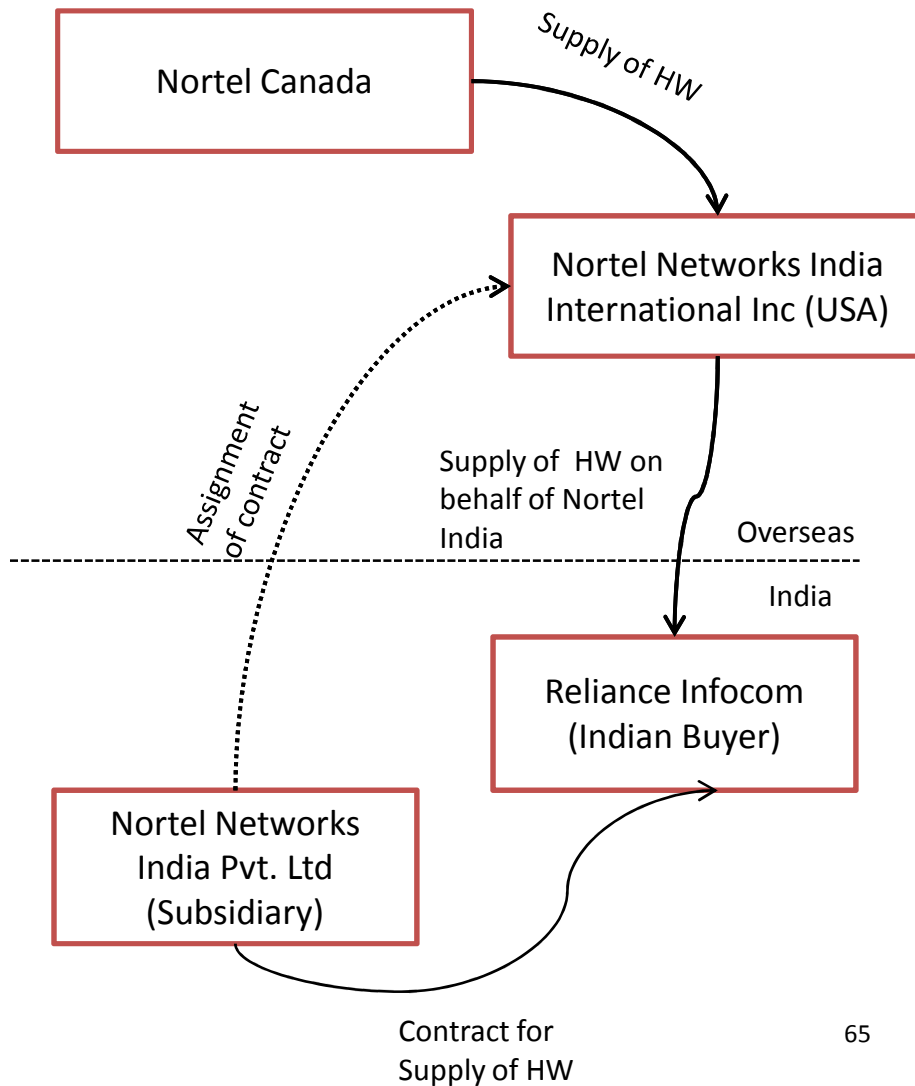 Nortel Canada
Supply of HW
Nortel Networks India
International Inc (USA)
Assignment
of contract
Supply of  HW on
behalf of Nortel
India
Overseas
India
Reliance Infocom
(Indian Buyer)
Nortel Networks
India Pvt. Ltd
(Subsidiary)
Contract for
Supply of HW
65